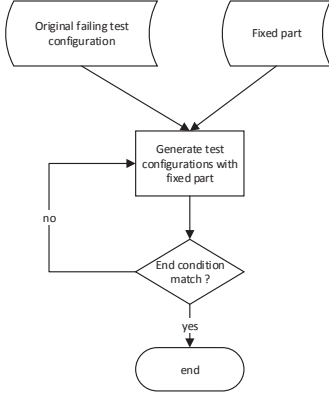 Original failing test
configuration
Fixed part
Generate test
configurations with
fixed part
no
End condition
match ?
yes
end